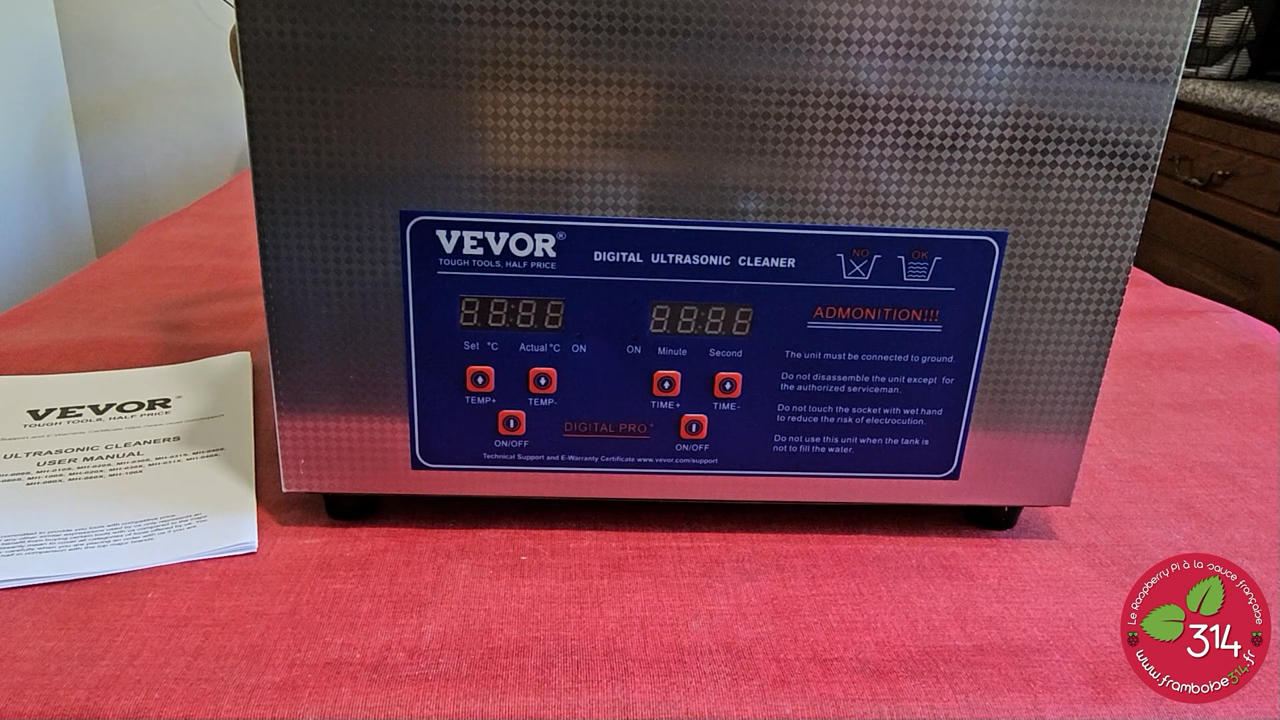 VEVOR®
TOUGH TOOLS, HALF PRICE
DIGITAL ULTRASONIC CLEANER
NO
OK
ADMONITION!!!
Set °C
Actual °C
ON
ON
Minute
Second
TEMP+
TEMP-
TIME+
TIME-
ON/OFF
DIGITAL PRO+
ON/OFF
Technical Support and E-Warranty Certificate www.vevor.com/support
The unit must be connected to ground.
Do not disassemble the unit except for
the authorized serviceman.
Do not touch the socket with wet hand
to reduce the risk of electrocution.
Do not use this unit when the tank is
not to fill the water.
VEVOR
TOUGH TOOLS, HALF PRICE
ULTRASONIC CLEANERS
USER MANUAL
Le Raspberry Pi à la sauce française
314
www.framboise314.fr